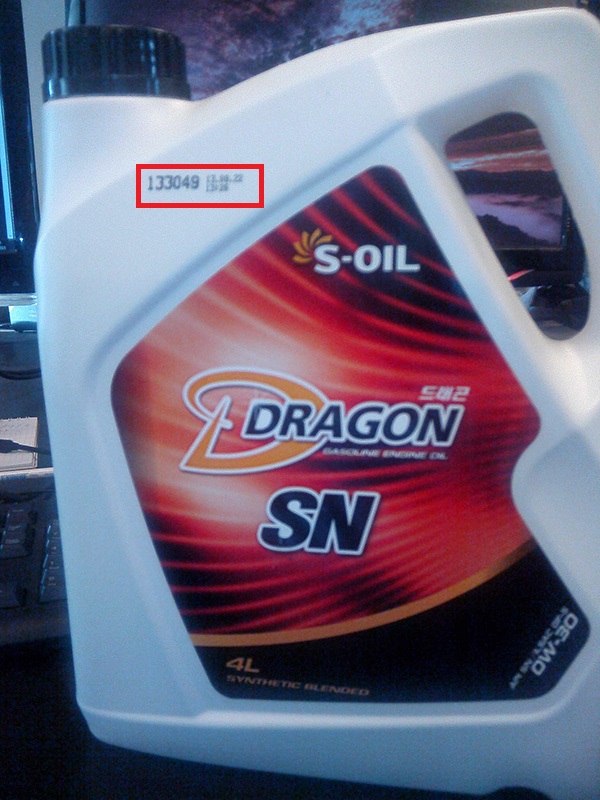 133049
S-OIL
드래곤
DRAGON
GASOLINE ENGINE OIL
SN
4L
SYNTHETIC BLENDED
0W-30